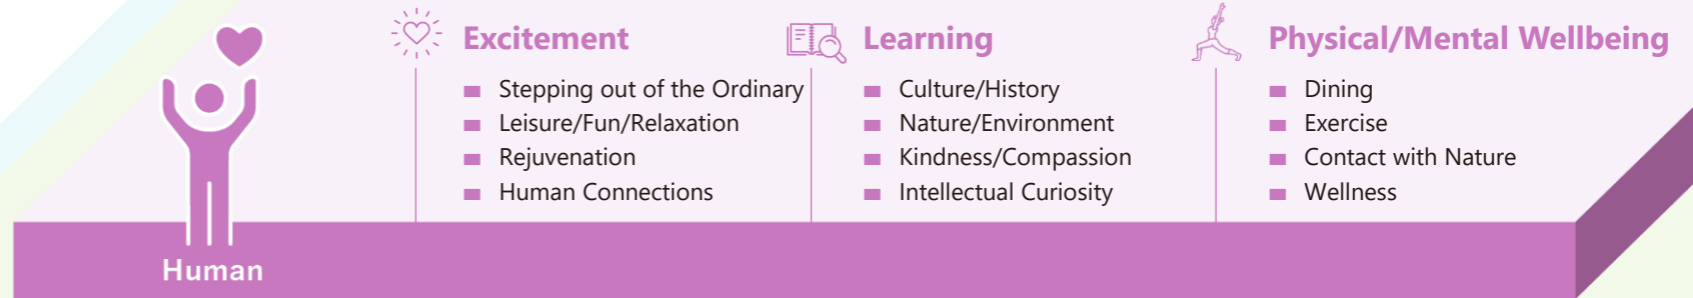 Excitement
Stepping out of the Ordinary
Leisure/Fun/Relaxation
Rejuvenation
Human Connections
Learning
Culture/History
Nature/Environment
Kindness/Compassion
Intellectual Curiosity
Physical/Mental Wellbeing
Dining
Exercise
Contact with Nature
Wellness
Human